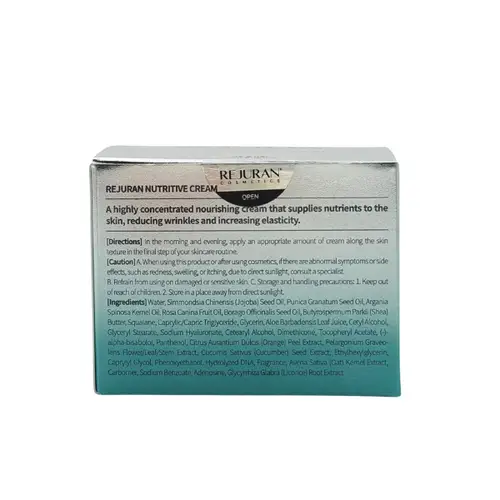 REJURAN®
COSMETICS
REJURAN NUTRITIVE CREAM
OPEN
A highly concentrated nourishing cream that supplies nutrients to the
skin, reducing wrinkles and increasing elasticity.
[Directions] In the morning and evening, apply an appropriate amount of cream along the skin
texture in the final step of your skincare routine.
[Caution] A. When using this product or after using cosmetics, if there are abnormal symptoms or side
effects, such as redness, swelling, or itching, due to direct sunlight, consult a specialist.
B. Refrain from using on damaged or sensitive skin. C. Storage and handling precautions: 1. Keep out
of reach of children. 2. Store in a place away from direct sunlight.
[Ingredients] Water, Simmondsia Chinensis (Jojoba) Seed Oil, Punica Granatum Seed Oil, Argania
Spinosa Kernel Oil, Rosa Canina Fruit Oil, Borago Officinalis Seed Oil, Butyrospermum Parkii (Shea)
Butter, Squalane, Caprylic/Capric Triglyceride, Glycerin, Aloe Barbadensis Leaf Juice, Cetyl Alcohol,
Glyceryl Stearate, Sodium Hyaluronate, Cetearyl Alcohol, Dimethicone, Tocopheryl Acetate, (-)-
alpha-bisabolol, Panthenol, Citrus Aurantium Dulcis (Orange) Peel Extract, Pelargonium Graveo-
lens Flower/Leaf/Stem Extract, Cucumis Sativus (Cucumber) Seed Extract, Ethylhexylglycerin,
Caprylyl Glycol, Phenoxyethanol, Hydrolyzed DNA, Fragrance, Avena Sativa (Oat) Kernel Extract,
Carbomer, Sodium Adenosine, Glycyrrhiza Glabra (Licorice) Root Extract